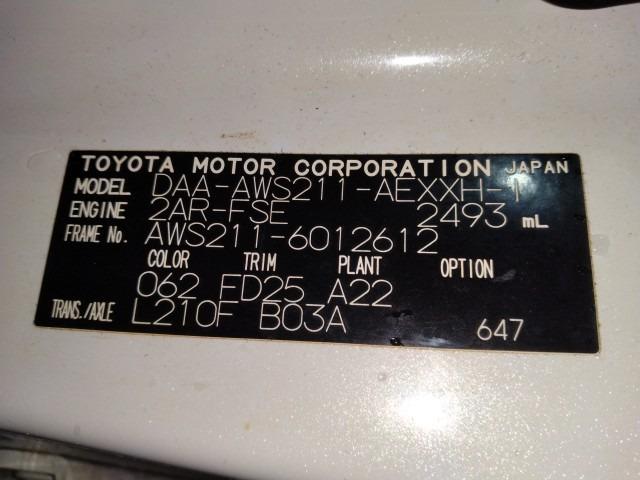 TOYOTA MOTOR CORPORATION JAPAN
MODEL DAA-AWS211-AEXXH-1
ENGINE 2AR-FSE 2493 mL
FRAME No. AWS211-6012612
COLOR TRIM PLANT OPTION
062 FD25 A22
TRANS./AXLE L210F B03A
647